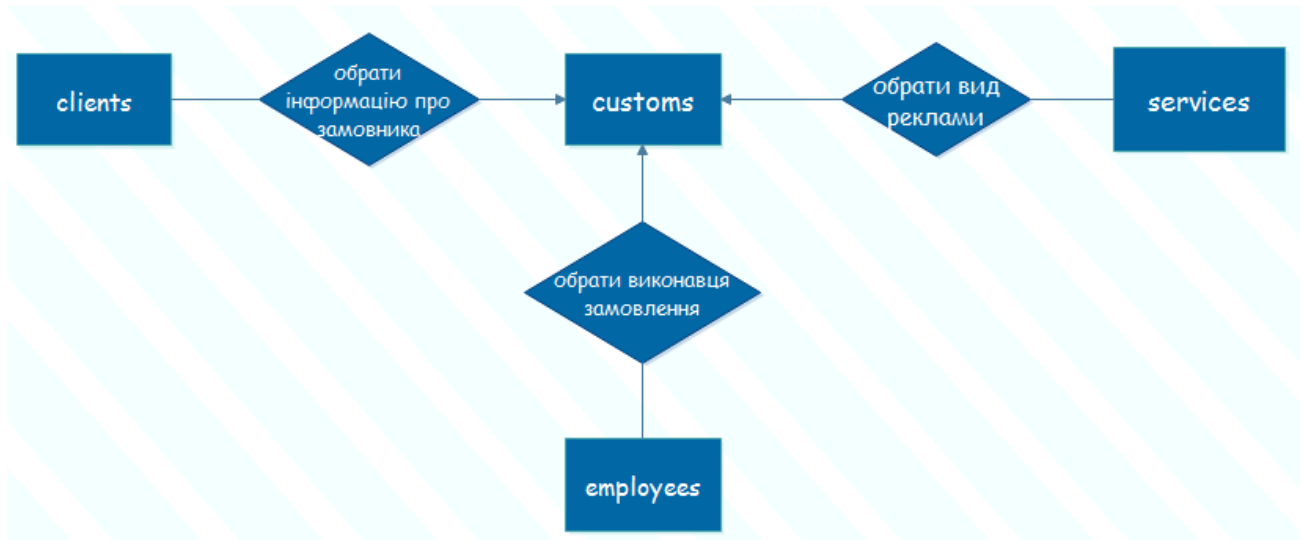 clients
обрати
інформацію про
замовника
customs
обрати вид
реклами
services
обрати виконавця
замовлення
employees